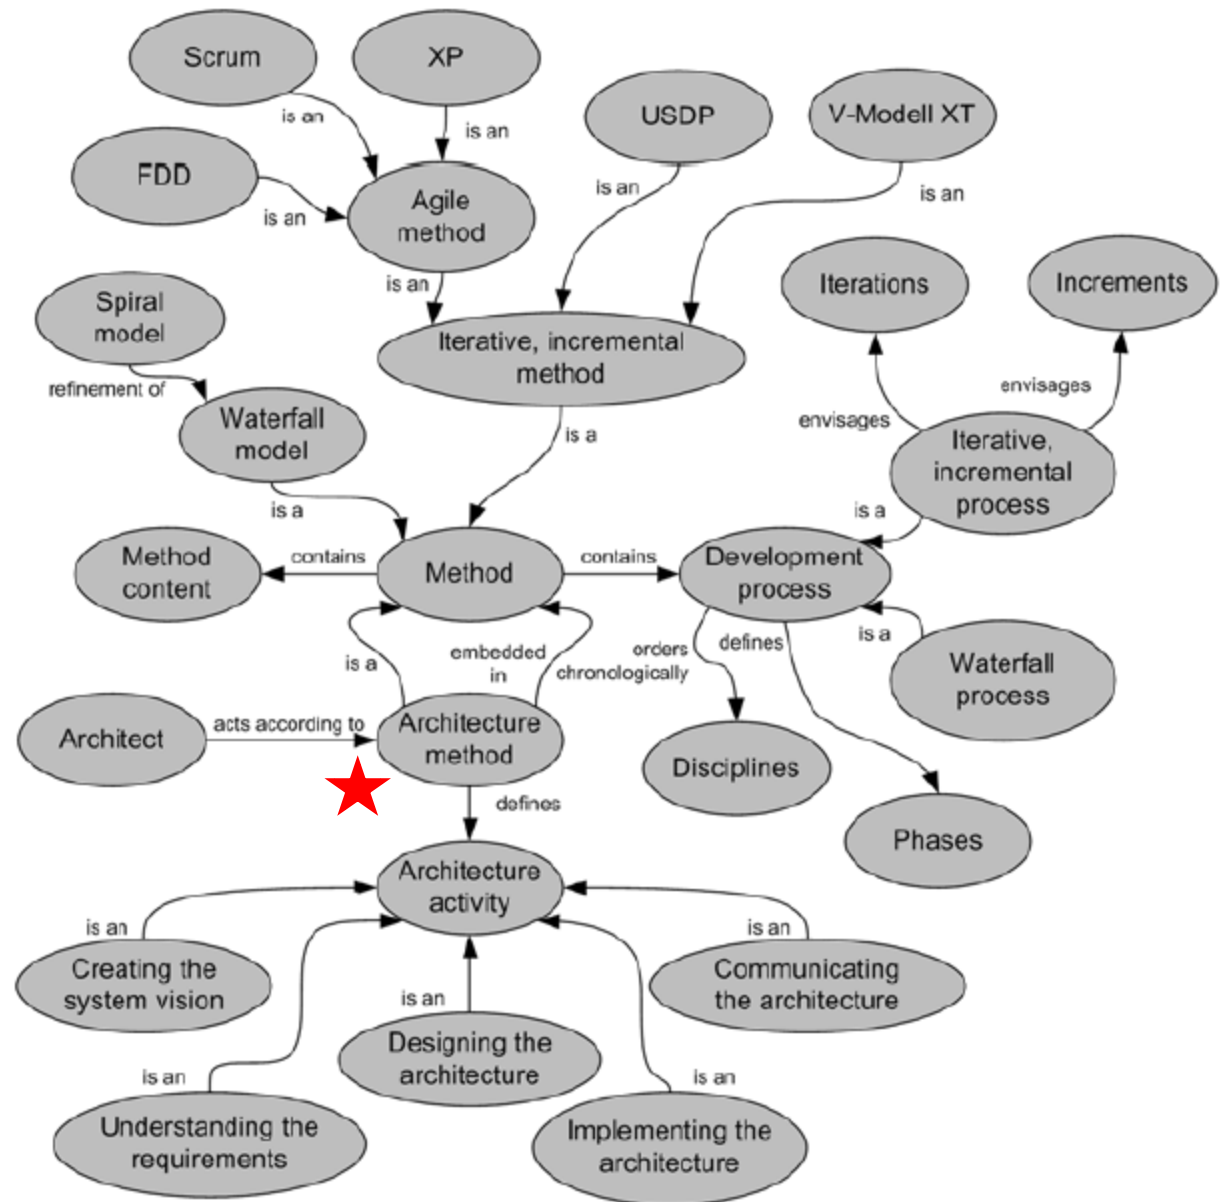 Scrum
XP
is an
is an
USDP
V-Modell XT
FDD
is an
Agile
method
is an
is an
is an
Iterations
Increments
Spiral
model
Iterative, incremental
method
refinement of
envisages
envisages
Waterfall
model
is a
Iterative,
incremental
process
is a
is a
Method
content
contains
Method
contains
Development
process
is a
embedded
in
orders
chronologically
defines
is a
Waterfall
process
Architect
acts according to
Architecture
method
Disciplines
defines
Phases
Architecture
activity
is an
is an
Creating the
system vision
Communicating
the architecture
is an
Designing the
architecture
is an
is an
Understanding the
requirements
Implementing the
architecture